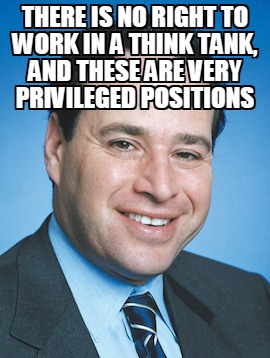 THERE IS NO RIGHT TO
WORK IN A THINK TANK,
AND THESE ARE VERY
PRIVILEGED POSITIONS